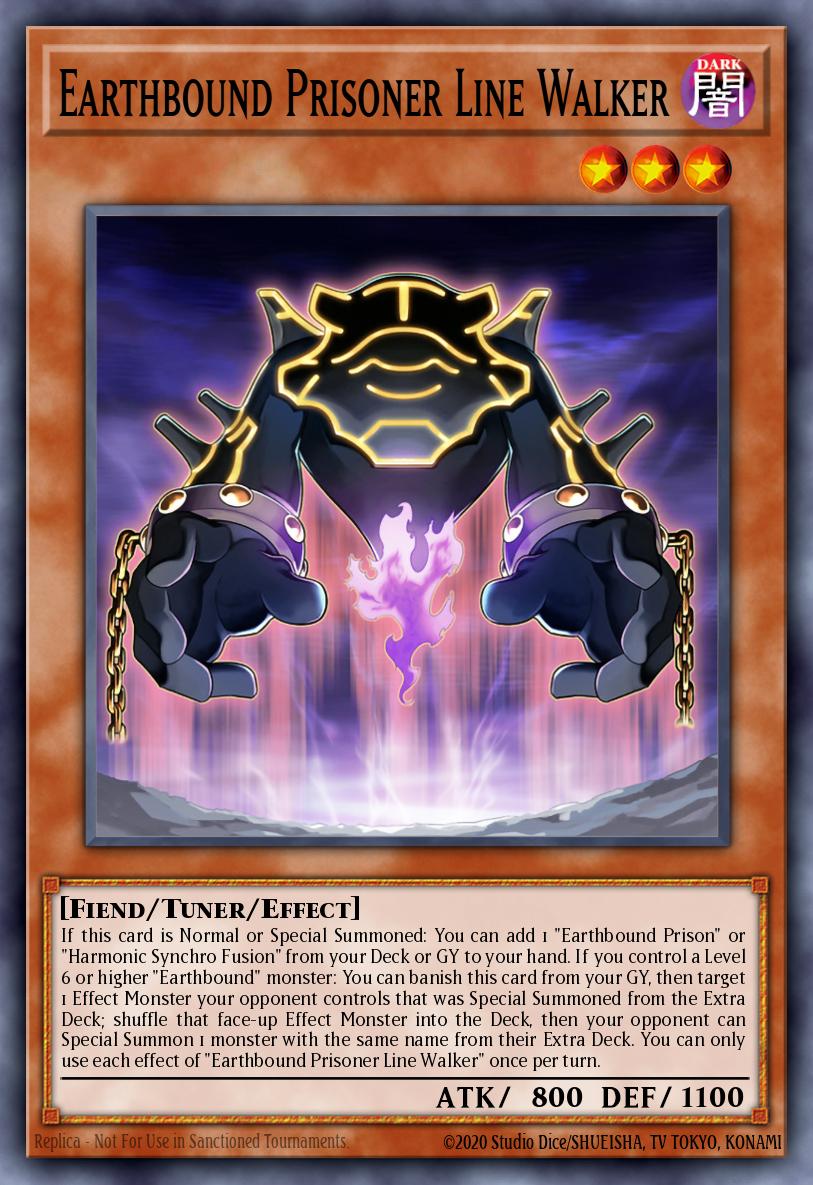 Earthbound Prisoner Line Walker
DARK
闇
[Fiend/Tuner/Effect]
If this card is Normal or Special Summoned: You can add 1 "Earthbound Prison" or
"Harmonic Synchro Fusion" from your Deck or GY to your hand. If you control a Level
6 or higher "Earthbound" monster: You can banish this card from your GY, then target
1 Effect Monster your opponent controls that was Special Summoned from the Extra
Deck; shuffle that face-up Effect Monster into the Deck, then your opponent can
Special Summon 1 monster with the same name from their Extra Deck. You can only
use each effect of "Earthbound Prisoner Line Walker" once per turn.
ATK/ 800 DEF/ 1100
Replica - Not For Use in Sanctioned Tournaments. ©2020 Studio Dice/SHUEISHA, TV TOKYO, KONAMI